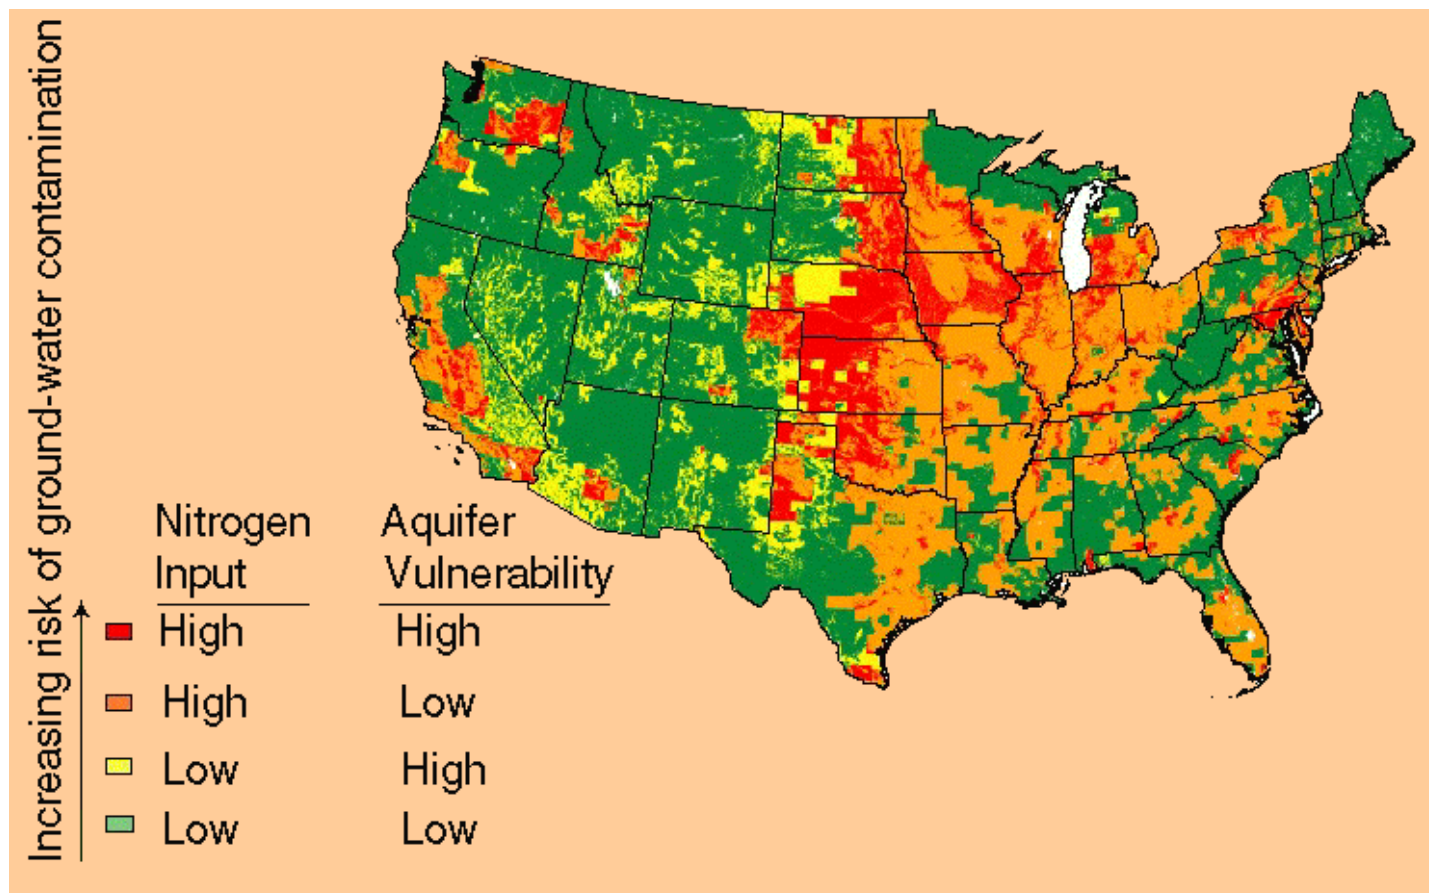 Increasing risk of ground-water contamination
Nitrogen Aquifer
Input Vulnerability
High High
High Low
Low High
Low Low